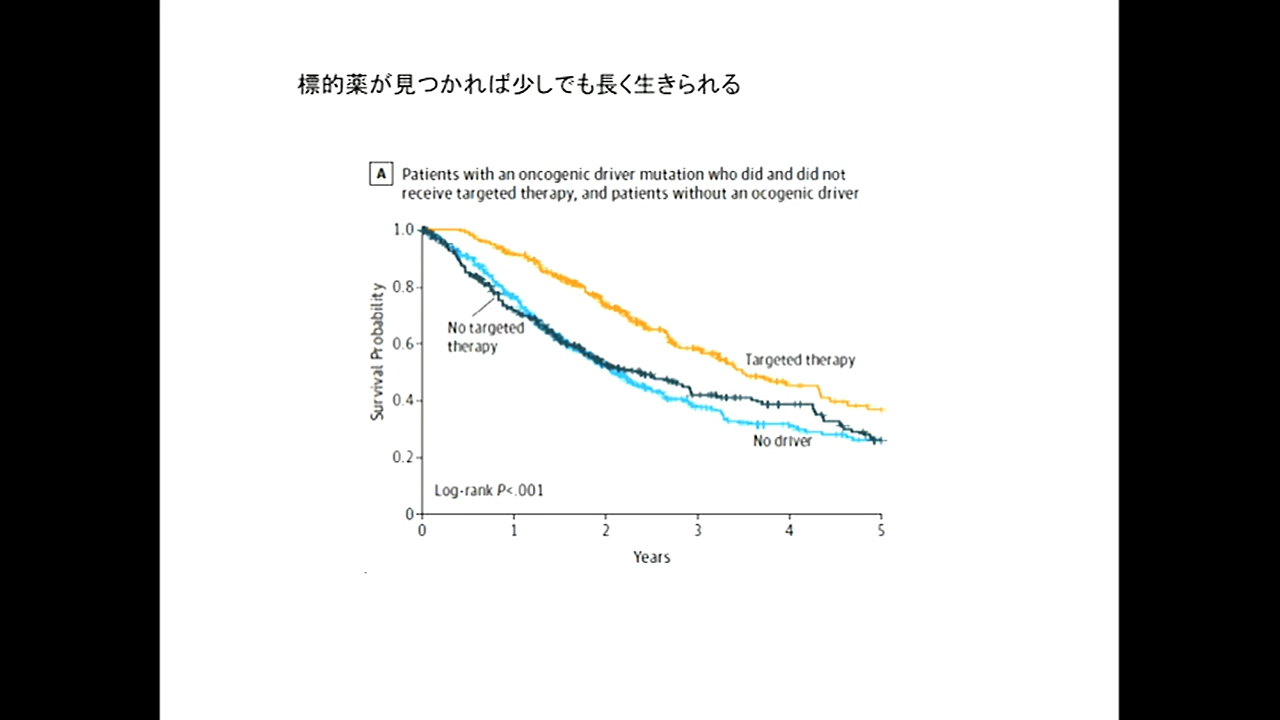 標的薬が見つかれば少しでも長く生きられる
A Patients with an oncogenic driver mutation who did and did not
receive targeted therapy, and patients without an ocogenic driver
1.0
0.8
0.6
0.4
0.2
0
Survival Probability
No targeted
therapy
Targeted therapy
No driver
Log-rank P<.001
0 1 2 3 4 5
Years